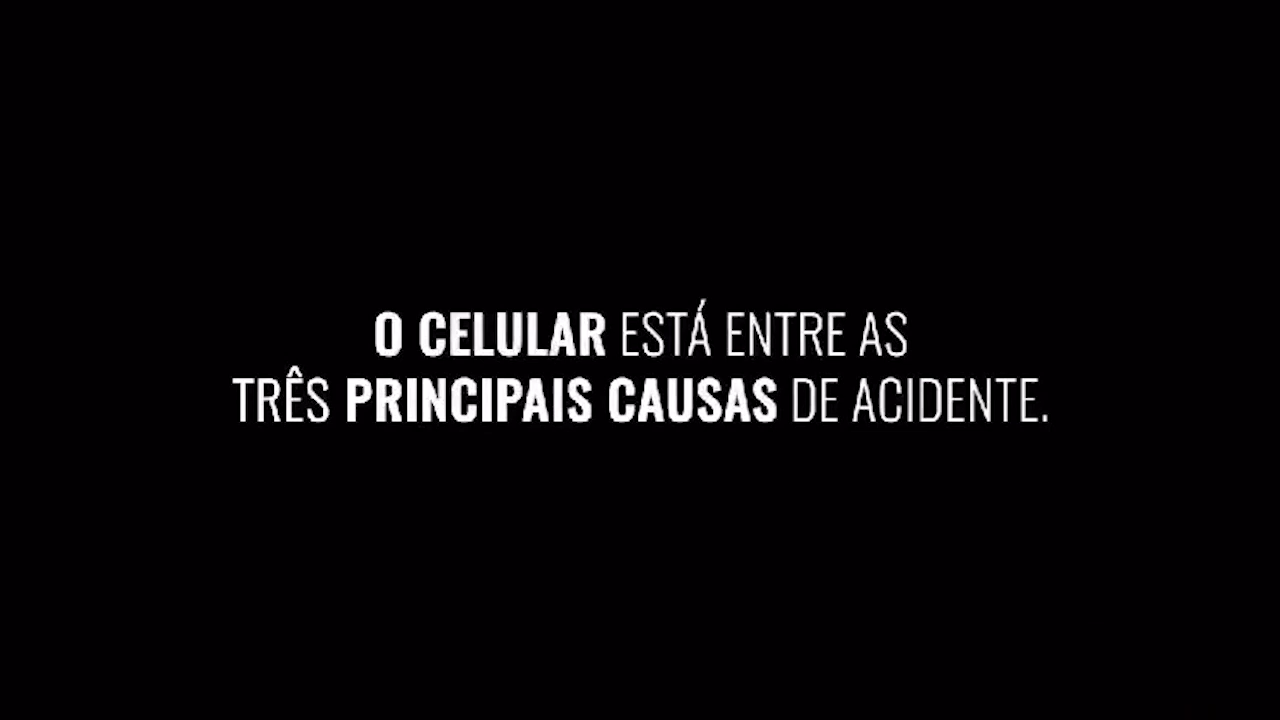 O CELULAR ESTÁ ENTRE AS
TRÊS PRINCIPAIS CAUSAS DE ACIDENTE.